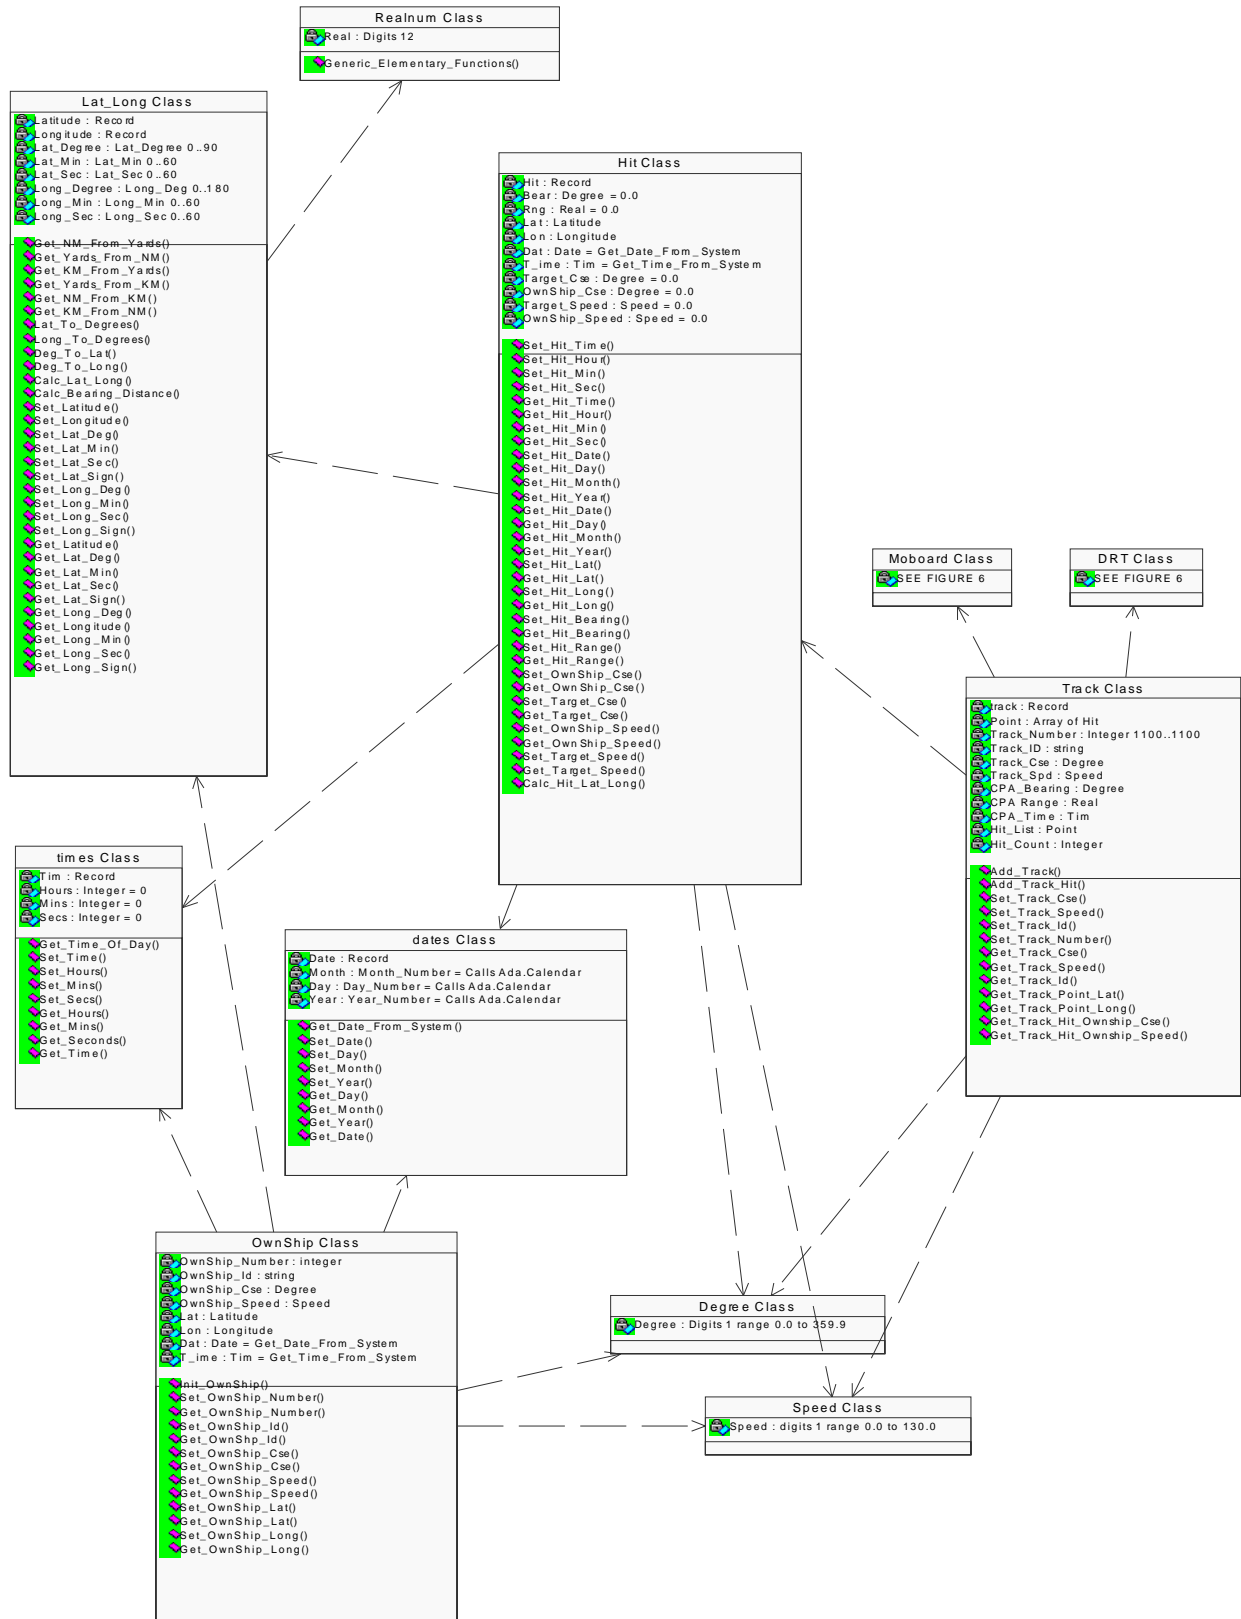 Realnum Class
Real : Digits 12
Generic_Elementary_Functions()
Lat_Long Class
Latitude : Record
Longitude : Record
Lat_Degree : Lat_Degree 0..90
Lat_Min : Lat_Min 0..60
Lat_Sec : Lat_Sec 0..60
Long_Degree : Long_Deg 0..180
Long_Min : Long_Min 0..60
Long_Sec : Long_Sec 0..60
Get_NM_From_Yards()
Get_Yards_From_NM()
Get_KM_From_Yards()
Get_Yards_From_KM()
Get_NM_From_KM()
Get_KM_From_NM()
Lat_To_Degrees()
Long_To_Degrees()
Deg_To_Lat()
Deg_To_Long()
Calc_Lat_Long()
Calc_Bearing_Distance()
Set_Latitude()
Set_Longitude()
Set_Lat_Deg()
Set_Lat_Min()
Set_Lat_Sec()
Set_Lat_Sign()
Set_Long_Deg()
Set_Long_Min()
Set_Long_Sec()
Set_Long_Sign()
Get_Latitude()
Get_Lat_Deg()
Get_Lat_Min()
Get_Lat_Sec()
Get_Lat_Sign()
Get_Long_Deg()
Get_Longitude()
Get_Long_Min()
Get_Long_Sec()
Get_Long_Sign()
Hit Class
Hit : Record
Bear : Degree = 0.0
Rng : Real = 0.0
Lat : Latitude
Lon : Longitude
Dat : Date = Get_Date_From_System
T_ime : Tim = Get_Time_From_System
Target_Cse : Degree = 0.0
OwnShip_Cse : Degree = 0.0
Target_Speed : Speed = 0.0
OwnShip_Speed : Speed = 0.0
Set_Hit_Time()
Set_Hit_Hour()
Set_Hit_Min()
Set_Hit_Sec()
Get_Hit_Time()
Get_Hit_Hour()
Get_Hit_Min()
Get_Hit_Sec()
Set_Hit_Date()
Set_Hit_Day()
Set_Hit_Month()
Set_Hit_Year()
Get_Hit_Date()
Get_Hit_Day()
Get_Hit_Month()
Get_Hit_Year()
Set_Hit_Lat()
Get_Hit_Lat()
Set_Hit_Long()
Get_Hit_Long()
Set_Hit_Bearing()
Get_Hit_Bearing()
Set_Hit_Range()
Get_Hit_Range()
Set_OwnShip_Cse()
Get_OwnShip_Cse()
Set_Target_Cse()
Get_Target_Cse()
Set_OwnShip_Speed()
Get_OwnShip_Speed()
Set_Target_Speed()
Get_Target_Speed()
Calc_Hit_Lat_Long()
Moboard Class
SEE FIGURE 6
DRT Class
SEE FIGURE 6
Track Class
track : Record
Point : Array of Hit
Track_Number : Integer 1100..1100
Track_ID : string
Track_Cse : Degree
Track_Spd : Speed
CPA_Bearing : Degree
CPA Range : Real
CPA_Time : Tim
Hit_List : Point
Hit_Count : Integer
Add_Track()
Add_Track_Hit()
Set_Track_Cse()
Set_Track_Speed()
Set_Track_Id()
Set_Track_Number()
Get_Track_Cse()
Get_Track_Speed()
Get_Track_Id()
Get_Track_Point_Lat()
Get_Track_Point_Long()
Get_Track_Hit_Ownship_Cse()
Get_Track_Hit_Ownship_Speed()
times Class
Tim : Record
Hours : Integer = 0
Mins : Integer = 0
Secs : Integer = 0
Get_Time_Of_Day()
Set_Time()
Set_Hours()
Set_Mins()
Set_Secs()
Get_Hours()
Get_Mins()
Get_Seconds()
Get_Time()
dates Class
Date : Record
Month : Month_Number = Calls Ada.Calendar
Day : Day_Number = Calls Ada.Calendar
Year : Year_Number = Calls Ada.Calendar
Get_Date_From_System()
Set_Date()
Set_Day()
Set_Month()
Set_Year()
Get_Day()
Get_Month()
Get_Year()
Get_Date()
OwnShip Class
OwnShip_Number : integer
OwnShip_Id : string
OwnShip_Cse : Degree
OwnShip_Speed : Speed
Lat : Latitude
Lon : Longitude
Dat : Date = Get_Date_From_System
T_ime : Tim = Get_Time_From_System
Init_OwnShip()
Set_OwnShip_Number()
Get_OwnShip_Number()
Set_OwnShip_Id()
Get_OwnShp_Id()
Set_OwnShip_Cse()
Get_OwnShip_Cse()
Set_OwnShip_Speed()
Get_OwnShip_Speed()
Set_OwnShip_Lat()
Get_OwnShip_Lat()
Set_OwnShip_Long()
Get_OwnShip_Long()
Degree Class
Degree : Digits 1 range 0.0 to 359.9
Speed Class
Speed : digits 1 range 0.0 to 130.0